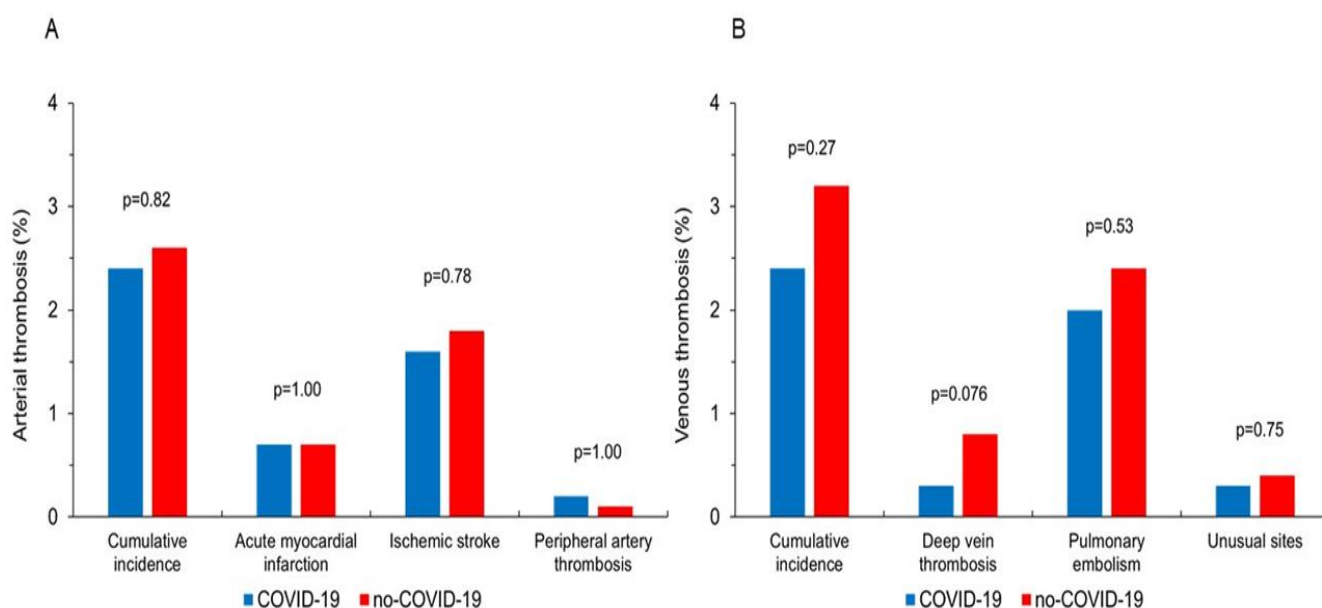 A
Arterial thrombosis (%)
4
3
2
1
0
p=0.82
p=1.00
p=0.78
p=1.00
Cumulative
incidence
Acute myocardial
infarction
Ischemic stroke
Peripheral artery
thrombosis
COVID-19 no-COVID-19
B
Venous thrombosis (%)
4
3
2
1
0
p=0.27
p=0.076
p=0.53
p=0.75
Cumulative
incidence
Deep vein
thrombosis
Pulmonary
embolism
Unusual sites
COVID-19 no-COVID-19